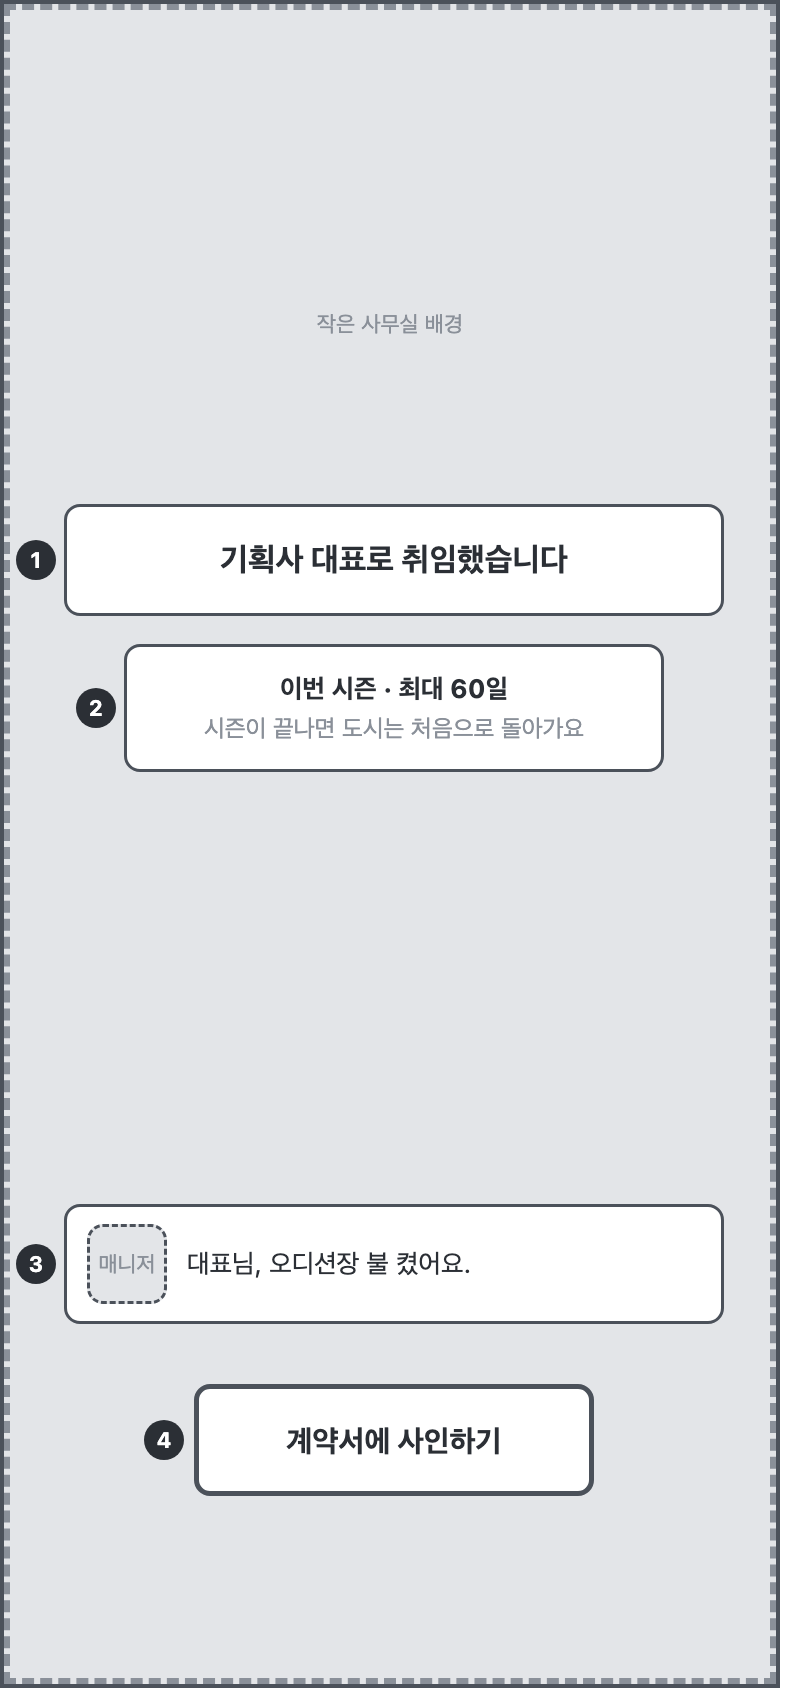 작은 사무실 배경
1
기획사 대표로 취임했습니다
2
이번 시즌 · 최대 60일
시즌이 끝나면 도시는 처음으로 돌아가요
3
매니저
대표님, 오디션장 불 켰어요.
4
계약서에 사인하기